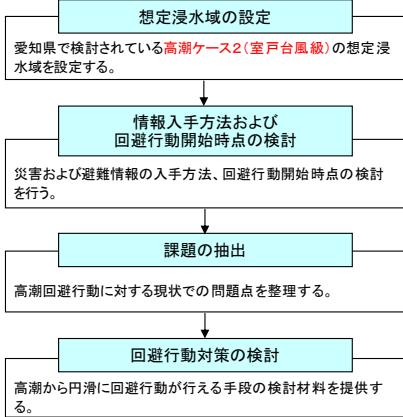 想定浸水域の設定
愛知県で検討されている高潮ケース2（室戸台風級）の想定浸
水域を設定する。
情報入手方法および
回避行動開始時点の検討
災害および避難情報の入手方法、回避行動開始時点の検討
を行う。
課題の抽出
高潮回避行動に対する現状での問題点を整理する。
回避行動対策の検討
高潮から円滑に回避行動が行える手段の検討材料を提供す
る。